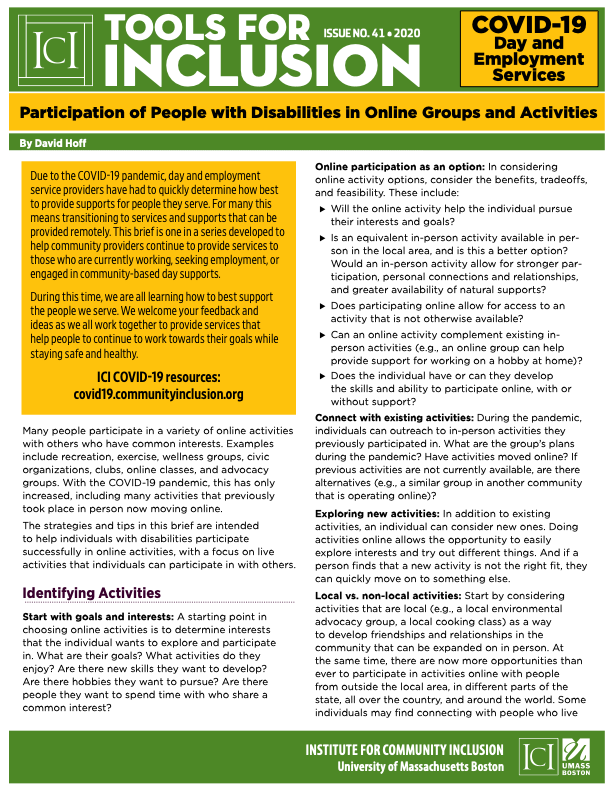 ICI
TOOLS FOR
ISSUE NO. 41 • 2020
INCLUSION
COVID-19
Day and
Employment
Services
Participation of People with Disabilities in Online Groups and Activities
By David Hoff
Due to the COVID-19 pandemic, day and employment
service providers have had to quickly determine how best
to provide supports for people they serve. For many this
means transitioning to services and supports that can be
provided remotely. This brief is one in a series developed to
help community providers continue to provide services to
those who are currently working, seeking employment, or
engaged in community-based day supports.
During this time, we are all learning how to best support
the people we serve. We welcome your feedback and
ideas as we all work together to provide services that
help people to continue to work towards their goals while
staying safe and healthy.
ICI COVID-19 resources:
covid19.communityinclusion.org
Many people participate in a variety of online activities
with others who have common interests. Examples
include recreation, exercise, wellness groups, civic
organizations, clubs, online classes, and advocacy
groups. With the COVID-19 pandemic, this has only
increased, including many activities that previously
took place in person now moving online.
The strategies and tips in this brief are intended
to help individuals with disabilities participate
successfully in online activities, with a focus on live
activities that individuals can participate in with others.
Identifying Activities
Start with goals and interests: A starting point in
choosing online activities is to determine interests
that the individual wants to explore and participate
in. What are their goals? What activities do they
enjoy? Are there new skills they want to develop?
Are there hobbies they want to pursue? Are there
people they want to spend time with who share a
common interest?
Online participation as an option: In considering
online activity options, consider the benefits, tradeoffs,
and feasibility. These include:
▶ Will the online activity help the individual pursue
their interests and goals?
▶ Is an equivalent in-person activity available in per-
son in the local area, and is this a better option?
Would an in-person activity allow for stronger par-
ticipation, personal connections and relationships,
and greater availability of natural supports?
▶ Does participating online allow for access to an
activity that is not otherwise available?
▶ Can an online activity complement existing in-
person activities (e.g., an online group can help
provide support for working on a hobby at home)?
▶ Does the individual have or can they develop
the skills and ability to participate online, with or
without support?
Connect with existing activities: During the pandemic,
individuals can outreach to in-person activities they
previously participated in. What are the group's plans
during the pandemic? Have activities moved online? If
previous activities are not currently available, are there
alternatives (e.g., a similar group in another community
that is operating online)?
Exploring new activities: In addition to existing
activities, an individual can consider new ones. Doing
activities online allows the opportunity to easily
explore interests and try out different things. And if a
person finds that a new activity is not the right fit, they
can quickly move on to something else.
Local vs. non-local activities: Start by considering
activities that are local (e.g., a local environmental
advocacy group, a local cooking class) as a way
to develop friendships and relationships in the
community that can be expanded on in person. At
the same time, there are now more opportunities than
ever to participate in activities online with people
from outside the local area, in different parts of the
state, all over the country, and around the world. Some
individuals may find connecting with people who live
INSTITUTE FOR COMMUNITY INCLUSION
University of Massachusetts Boston
ICI
UMASS
BOSTON